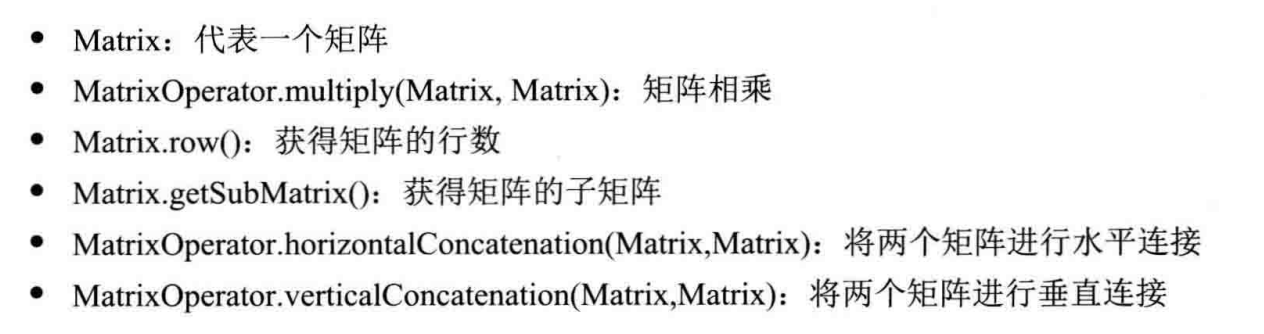 • Matrix：代表一个矩阵
• MatrixOperator.multiply(Matrix, Matrix)：矩阵相乘
• Matrix.row()：获得矩阵的行数
• Matrix.getSubMatrix()：获得矩阵的子矩阵
• MatrixOperator.horizontalConcatenation(Matrix,Matrix)：将两个矩阵进行水平连接
• MatrixOperator.verticalConcatenation(Matrix,Matrix)：将两个矩阵进行垂直连接